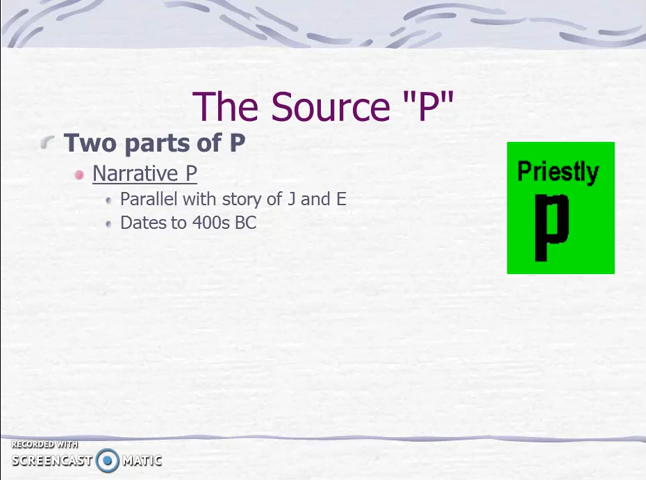 The Source "P"
Two parts of P
Narrative P
Parallel with story of J and E
Dates to 400s BC
Priestly
p
RECORDED WITH
SCREENCAST MATIC